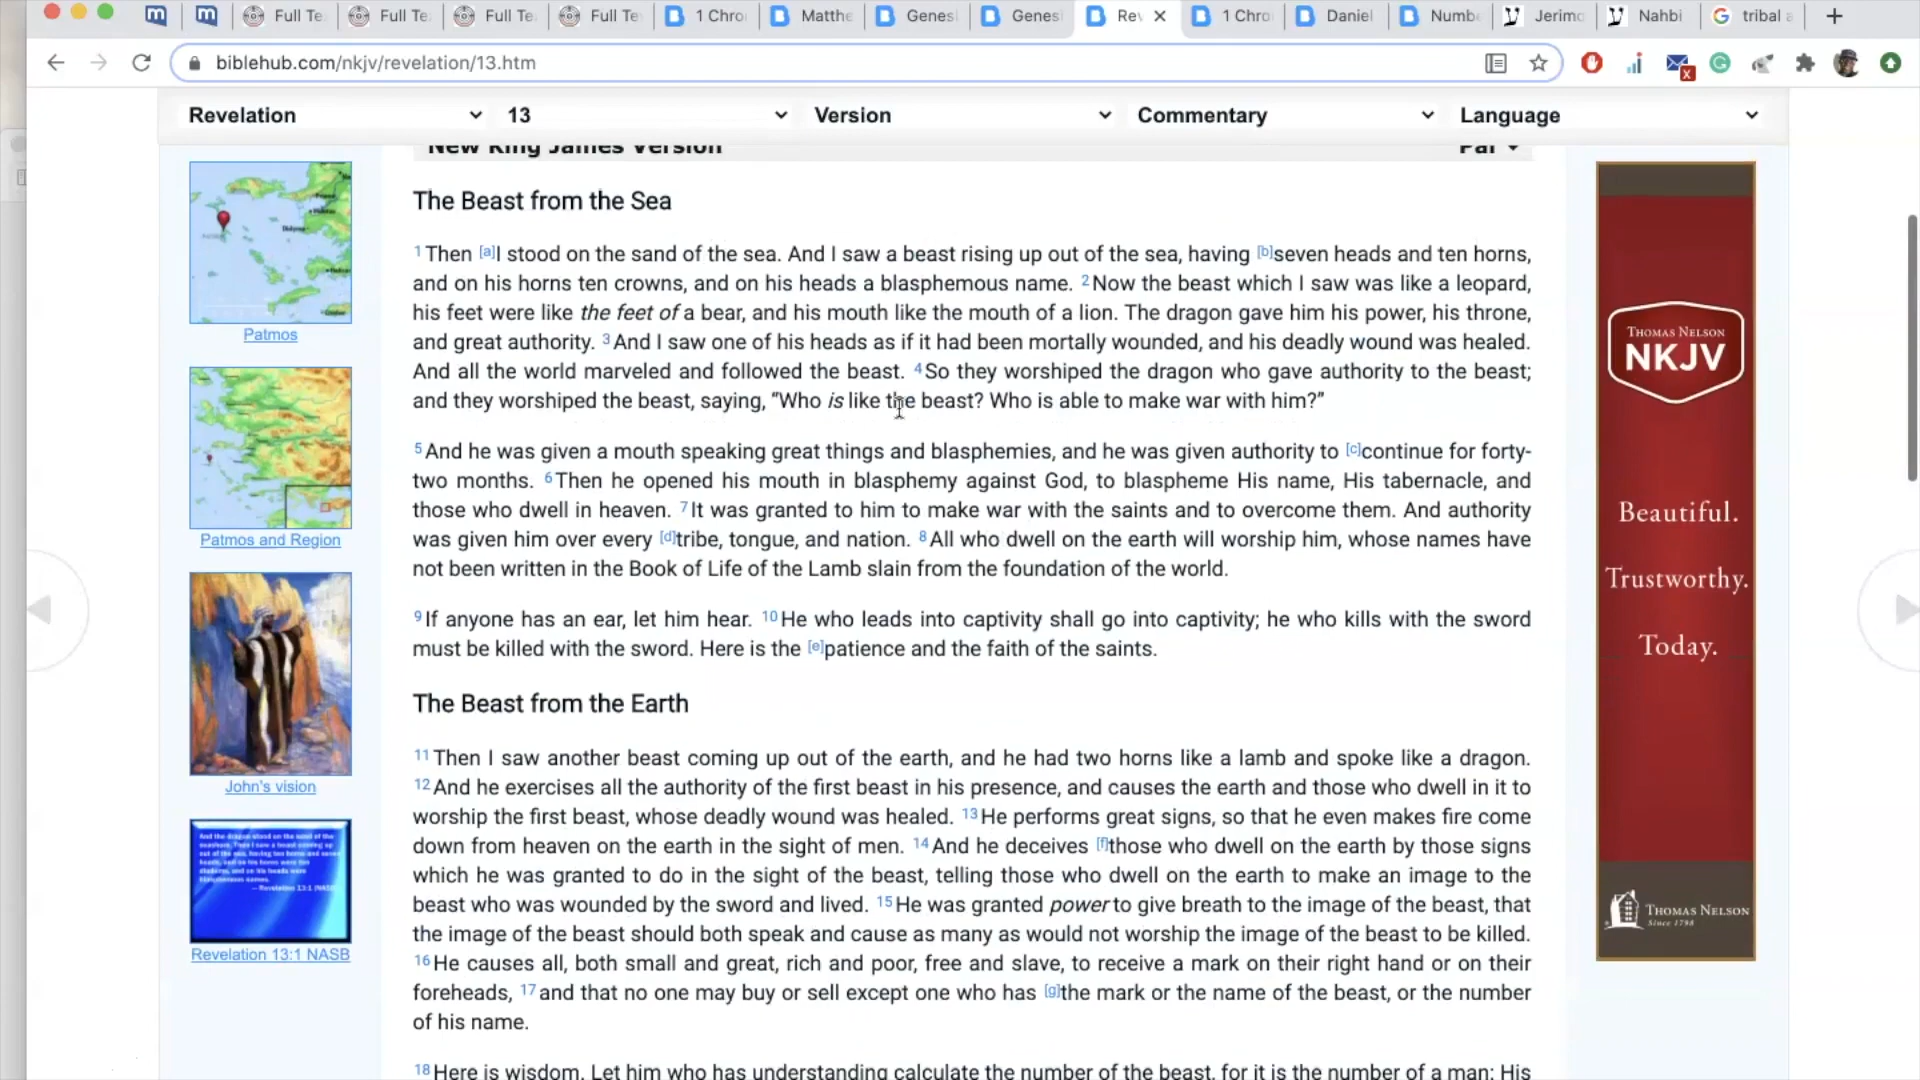 Full Te
Full Te
Full Te
Full Te
1 Chro
Matthe
Genesi
Genesi
Rev
1 Chro
Daniel
Numbe
Jerimo
Nahbi
tribal a
biblehub.com/nkjv/revelation/13.htm
Revelation
13
Version
Commentary
Language
New King James Version
Par
The Beast from the Sea
1 Then [a]I stood on the sand of the sea. And I saw a beast rising up out of the sea, having [b]seven heads and ten horns,
and on his horns ten crowns, and on his heads a blasphemous name. 2 Now the beast which I saw was like a leopard,
his feet were like the feet of a bear, and his mouth like the mouth of a lion. The dragon gave him his power, his throne,
and great authority. 3 And I saw one of his heads as if it had been mortally wounded, and his deadly wound was healed.
And all the world marveled and followed the beast. 4 So they worshiped the dragon who gave authority to the beast;
and they worshiped the beast, saying, “Who is like the beast? Who is able to make war with him?”
5 And he was given a mouth speaking great things and blasphemies, and he was given authority to [c]continue for forty-
two months. 6 Then he opened his mouth in blasphemy against God, to blaspheme His name, His tabernacle, and
those who dwell in heaven. 7 It was granted to him to make war with the saints and to overcome them. And authority
was given him over every [d]tribe, tongue, and nation. 8 All who dwell on the earth will worship him, whose names have
not been written in the Book of Life of the Lamb slain from the foundation of the world.
9 If anyone has an ear, let him hear. 10 He who leads into captivity shall go into captivity; he who kills with the sword
must be killed with the sword. Here is the [e]patience and the faith of the saints.
The Beast from the Earth
11 Then I saw another beast coming up out of the earth, and he had two horns like a lamb and spoke like a dragon.
12 And he exercises all the authority of the first beast in his presence, and causes the earth and those who dwell in it to
worship the first beast, whose deadly wound was healed. 13 He performs great signs, so that he even makes fire come
down from heaven on the earth in the sight of men. 14 And he deceives [f]those who dwell on the earth by those signs
which he was granted to do in the sight of the beast, telling those who dwell on the earth to make an image to the
beast who was wounded by the sword and lived. 15 He was granted power to give breath to the image of the beast, that
the image of the beast should both speak and cause as many as would not worship the image of the beast to be killed.
16 He causes all, both small and great, rich and poor, free and slave, to receive a mark on their right hand or on their
foreheads, 17 and that no one may buy or sell except one who has [g]the mark or the name of the beast, or the number
of his name.
18 Here is wisdom. Let him who has understanding calculate the number of the beast, for it is the number of a man: His
Patmos
Patmos and Region
John's vision
Revelation 13:1 NASB
THOMAS NELSON
NKJV
Beautiful.
Trustworthy.
Today.
THOMAS NELSON
Since 1798